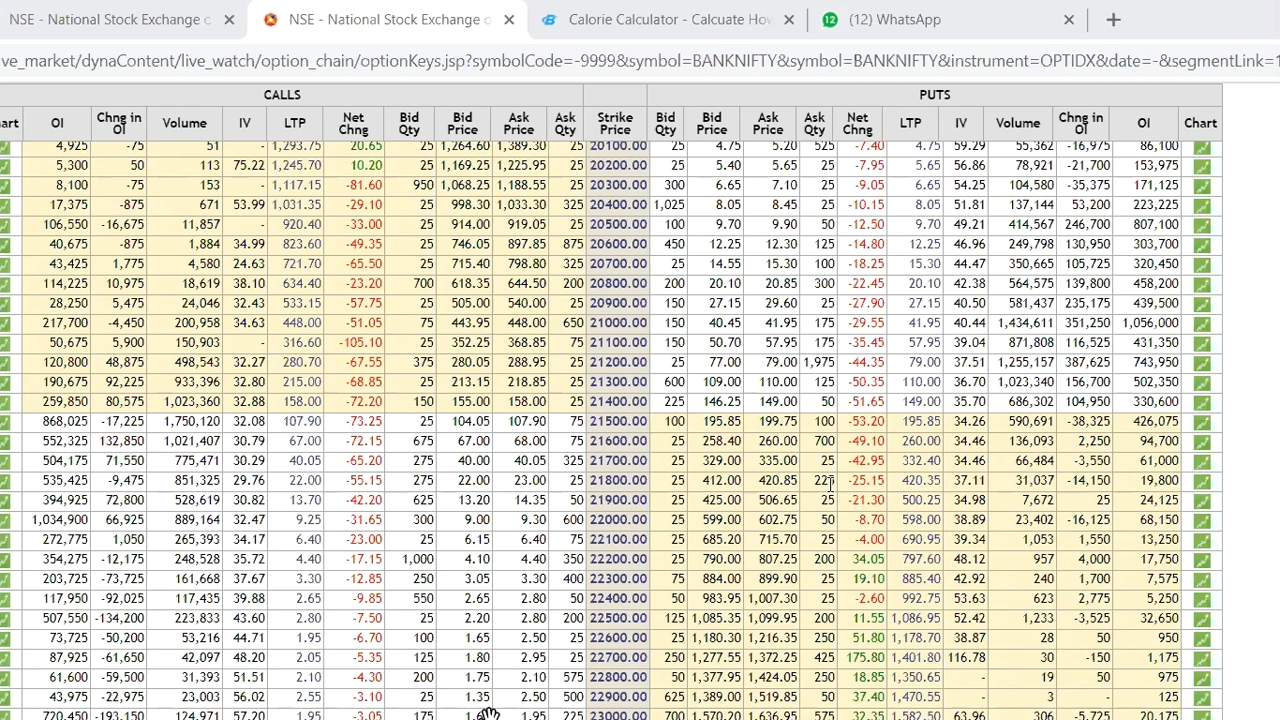 NSE - National Stock Exchange o
NSE - National Stock Exchange o
Calorie Calculator - Calcuate Hov
(12) WhatsApp
ve_market/dynaContent/live_watch/option_chain/optionKeys.jsp?symbolCode=-9999&symbol=BANKNIFTY&symbol=BANKNIFTY&instrument=OPTIDX&date=-&segmentLink=1
CALLS PUTS
art OI Chng in OI Volume IV LTP Net Chng Bid Qty Bid Price Ask Price Ask Qty Strike Price Bid Qty Bid Price Ask Price Ask Qty Net Chng LTP IV Volume Chng in OI OI Chart
4,925 -75 51 - 1,293.75 20.65 25 1,264.60 1,389.30 25 20100.00 25 4.75 5.20 525 -7.40 4.75 59.29 55,362 -16,975 86,100
5,300 50 113 75.22 1,245.70 10.20 25 1,169.25 1,225.95 25 20200.00 25 5.40 5.65 25 -7.95 5.65 56.86 78,921 -21,700 153,975
8,100 -75 153 - 1,117.15 -81.60 950 1,068.25 1,188.55 25 20300.00 300 6.65 7.10 25 -9.05 6.65 54.25 104,580 -35,375 171,125
17,375 -875 671 53.99 1,031.35 -29.10 25 998.30 1,033.30 325 20400.00 1,025 8.05 8.45 25 -10.15 8.05 51.81 137,144 53,200 223,225
106,550 -16,675 11,857 - 920.40 -33.00 25 914.00 919.05 25 20500.00 100 9.70 9.90 50 -12.50 9.70 49.21 414,567 246,700 807,100
40,675 -875 1,884 34.99 823.60 -49.35 25 746.05 897.85 875 20600.00 450 12.25 12.30 125 -14.80 12.25 46.96 249,798 130,950 303,700
43,425 1,775 4,580 24.63 721.70 -65.50 25 715.40 798.80 325 20700.00 25 14.55 15.30 100 -18.25 15.30 44.47 350,665 105,725 320,450
114,225 10,975 18,619 38.10 634.40 -23.20 700 618.35 644.50 200 20800.00 200 20.10 20.85 300 -22.45 20.10 42.38 564,575 139,800 458,200
28,250 5,475 24,046 32.43 533.15 -57.75 25 505.00 540.00 25 20900.00 150 27.15 29.60 25 -27.90 27.15 40.50 581,437 235,175 439,500
217,700 -4,450 200,958 34.63 448.00 -51.05 75 443.95 448.00 650 21000.00 150 40.45 41.95 175 -29.55 41.95 40.44 1,434,611 351,250 1,056,000
50,675 5,900 150,903 - 316.60 -105.10 25 352.25 368.85 75 21100.00 150 50.70 57.95 175 -35.45 57.95 39.04 871,808 116,525 431,350
120,800 48,875 498,543 32.27 280.70 -67.55 375 280.05 288.95 25 21200.00 25 77.00 79.00 1,975 -44.35 79.00 37.51 1,255,157 387,625 743,950
190,675 92,225 933,396 32.80 215.00 -68.85 25 213.15 218.85 25 21300.00 600 109.00 110.00 125 -50.35 110.00 36.70 1,023,340 156,700 502,350
259,850 80,575 1,023,360 32.88 158.00 -72.20 150 155.00 158.00 25 21400.00 225 146.25 149.00 50 -51.65 149.00 35.70 686,302 104,950 330,600
868,025 -17,225 1,750,120 32.08 107.90 -73.25 25 104.05 107.90 75 21500.00 100 195.85 199.75 100 -53.20 195.85 34.26 590,691 -38,325 426,075
552,325 132,850 1,021,407 30.79 67.00 -72.15 675 67.00 68.00 75 21600.00 25 258.40 260.00 700 -49.10 260.00 34.46 136,093 2,250 94,700
504,175 71,550 775,471 30.29 40.05 -65.20 275 40.00 40.05 325 21700.00 25 329.00 335.00 25 -42.95 332.40 34.46 66,484 -3,550 61,000
535,425 -9,475 851,325 29.76 22.00 -55.15 275 22.00 23.00 25 21800.00 25 412.00 420.85 225 -25.15 420.35 37.11 31,037 -14,150 19,800
394,925 72,800 528,619 30.82 13.70 -42.20 625 13.20 14.35 50 21900.00 25 425.00 506.65 25 -21.30 500.25 34.98 7,672 25 24,125
1,034,900 66,925 889,164 32.47 9.25 -31.65 300 9.00 9.30 600 22000.00 25 599.00 602.75 50 -8.70 598.00 38.89 23,402 -16,125 68,150
272,775 1,050 265,393 34.17 6.40 -23.00 25 6.15 6.40 75 22100.00 25 685.20 715.70 25 -4.00 690.95 39.34 1,053 1,550 13,250
354,275 -12,175 248,528 35.72 4.40 -17.15 1,000 4.10 4.40 350 22200.00 25 790.00 807.25 200 34.05 797.60 48.12 957 4,000 17,750
203,725 -73,725 161,668 37.67 3.30 -12.85 250 3.05 3.30 400 22300.00 75 884.00 899.90 25 19.10 885.40 42.92 240 1,700 7,575
117,950 -92,025 117,435 39.88 2.65 -9.85 550 2.65 2.80 50 22400.00 50 983.95 1,007.30 25 -2.60 992.75 53.63 623 2,775 5,250
507,550 -134,200 223,833 43.60 2.80 -7.50 25 2.20 2.80 200 22500.00 125 1,085.35 1,099.95 200 11.55 1,086.95 52.42 1,233 -3,525 32,650
73,725 -50,200 53,216 44.71 1.95 -6.70 100 1.65 2.50 25 22600.00 25 1,180.30 1,216.35 250 51.80 1,178.70 38.87 28 50 950
87,925 -61,650 42,097 48.20 2.05 -5.35 125 1.80 2.95 25 22700.00 250 1,277.55 1,372.25 425 175.80 1,401.80 116.78 30 -150 1,175
61,600 -59,500 31,393 51.51 2.10 -4.30 200 1.75 2.10 575 22800.00 50 1,377.95 1,424.05 250 18.85 1,350.65 - 19 50 975
43,975 -22,975 23,003 56.02 2.55 -3.10 25 1.35 2.50 500 22900.00 625 1,189.00 1,519.85 50 37.40 1,470.55 - 3 - 125
720,450 -193,150 124,971 57.20 1.95 -3.05 175 1.95 225 23000.00 700 1,570.20 1,636.95 575 32.35 1,582.50 63.96 306 -5,725 20,175